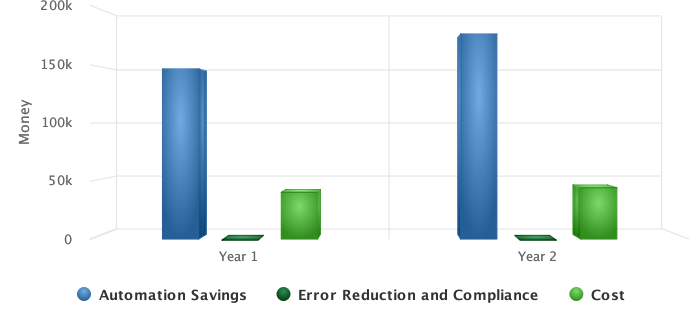 200k
150k
100k
50k
0
Money
Year 1 Year 2
Automation Savings Error Reduction and Compliance Cost